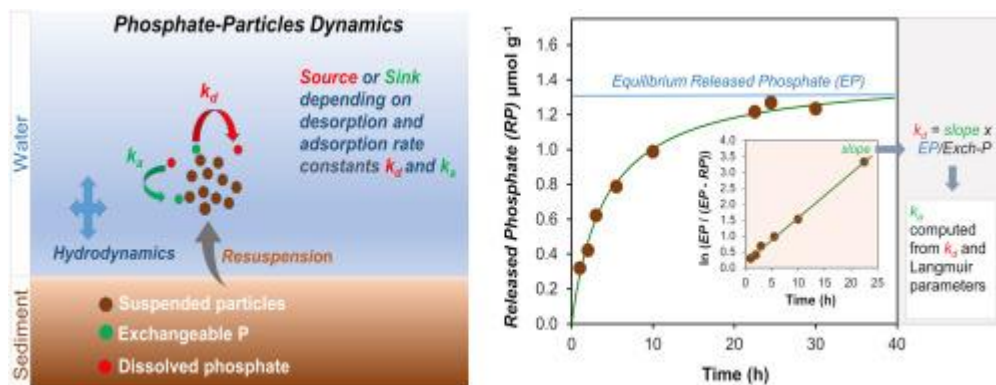 Phosphate-Particles Dynamics
Water
Sediment
Source or Sink
depending on
desorption and
adsorption rate
constants kd and ka
kd
ka
Hydrodynamics
Resuspension
Suspended particles
Exchangeable P
Dissolved phosphate
Released Phosphate (RP) µmol g-1
1.6
1.4
1.2
1.0
0.8
0.6
0.4
0.2
0.0
Equilibrium Released Phosphate (EP)
ln (EP / (EP - RP))
4.0
3.5
3.0
2.5
2.0
1.5
1.0
0.5
0.0
slope
0 5 10 15 20 25
Time (h)
0 10 20 30 40
Time (h)
kd = slope x
EP/Exch-P
ka
computed
from kd and
Langmuir
parameters